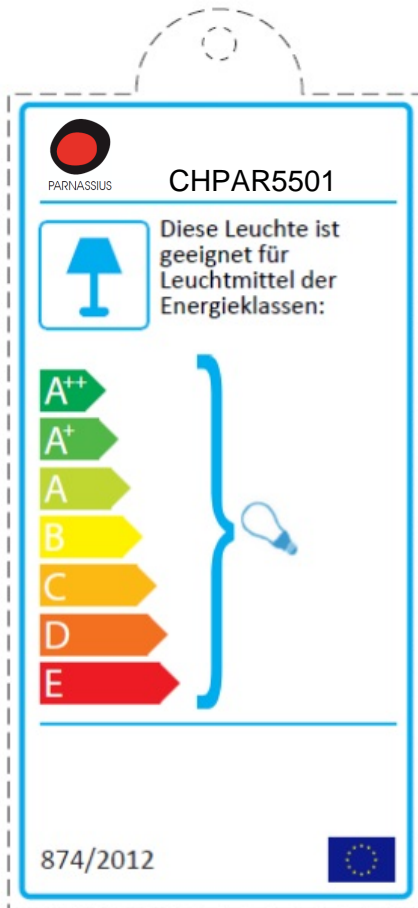 PARNASSIUS
CHPAR5501
Diese Leuchte ist
geeignet für
Leuchtmittel der
Energieklassen:
A++
A+
A
B
C
D
E
874/2012